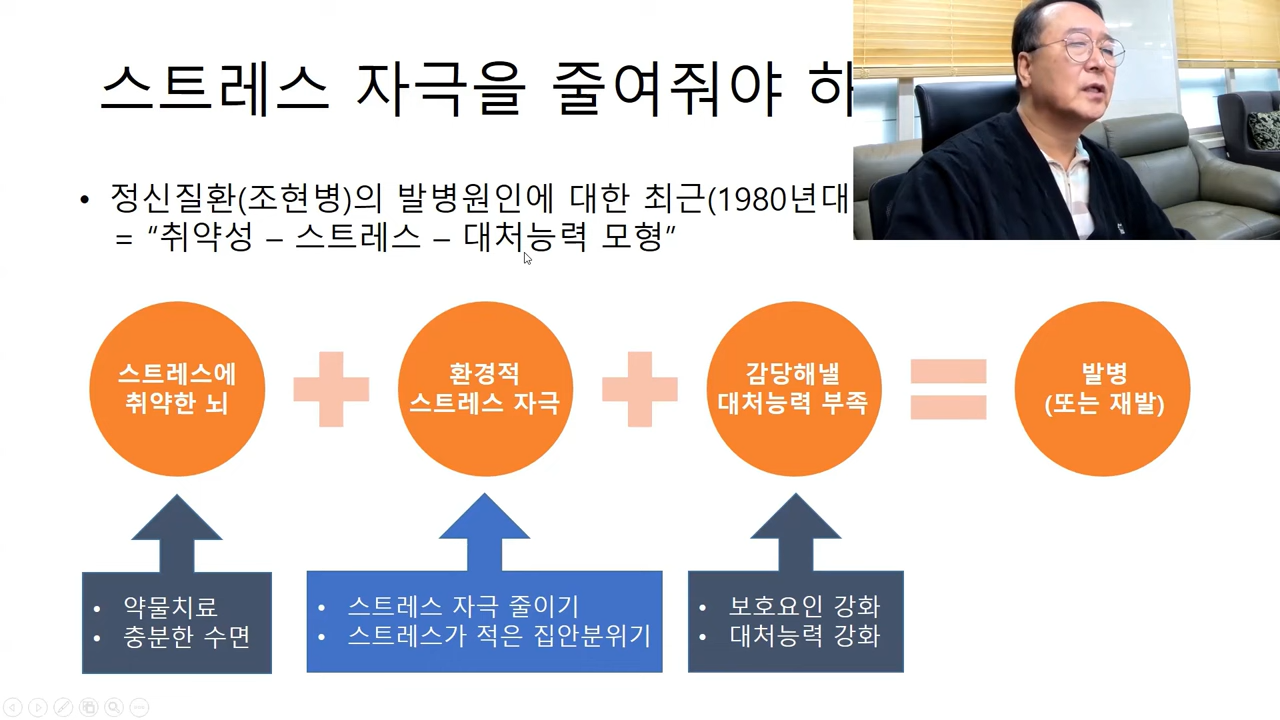 스트레스 자극을 줄여줘야 하
• 정신질환(조현병)의 발병원인에 대한 최근(1980년대
= “취약성 – 스트레스 – 대처능력 모형”
스트레스에
취약한 뇌
환경적
스트레스 자극
감당해낼
대처능력 부족
발병
(또는 재발)
• 약물치료
• 충분한 수면
• 스트레스 자극 줄이기
• 스트레스가 적은 집안분위기
• 보호요인 강화
• 대처능력 강화